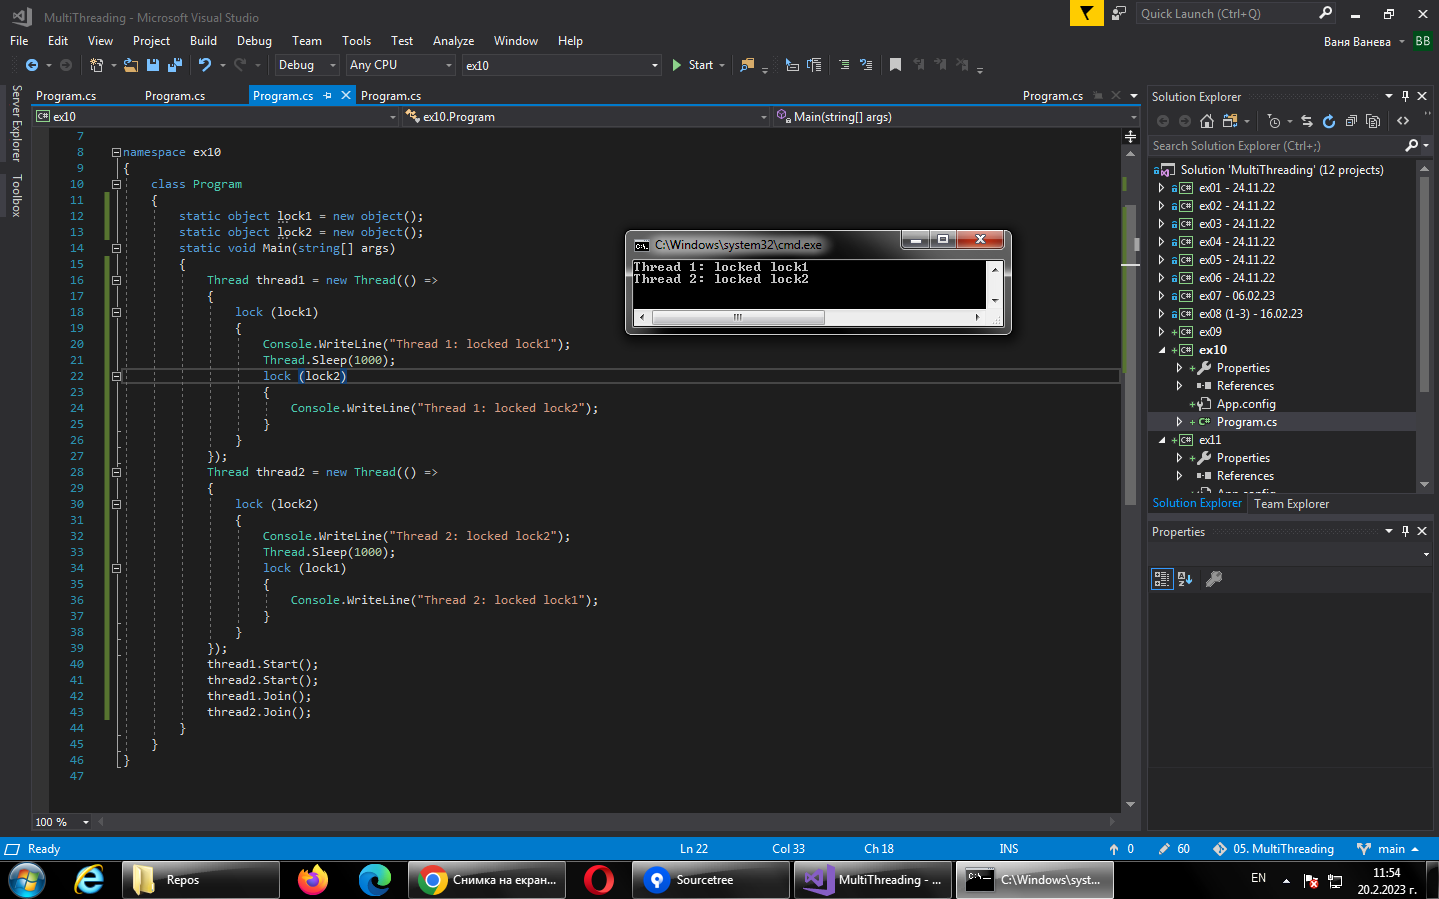 MultiThreading - Microsoft Visual Studio
Quick Launch (Ctrl+Q)
File Edit View Project Build Debug Team Tools Test Analyze Window Help
Ваня Ванева BB
Debug Any CPU ex10 Start
Server Explorer
Toolbox
Program.cs Program.cs Program.cs Program.cs Program.cs
C# ex10 ex10.Program Main(string[] args)
7
8 namespace ex10
9 {
10 class Program
11 {
12 static object lock1 = new object();
13 static object lock2 = new object();
14 static void Main(string[] args)
15 {
16 Thread thread1 = new Thread(() =>
17 {
18 lock (lock1)
19 {
20 Console.WriteLine("Thread 1: locked lock1");
21 Thread.Sleep(1000);
22 lock (lock2)
23 {
24 Console.WriteLine("Thread 1: locked lock2");
25 }
26 }
27 });
28 Thread thread2 = new Thread(() =>
29 {
30 lock (lock2)
31 {
32 Console.WriteLine("Thread 2: locked lock2");
33 Thread.Sleep(1000);
34 lock (lock1)
35 {
36 Console.WriteLine("Thread 2: locked lock1");
37 }
38 }
39 });
40 thread1.Start();
41 thread2.Start();
42 thread1.Join();
43 thread2.Join();
44 }
45 }
46 }
47
100 %
C:\Windows\system32\cmd.exe
Thread 1: locked lock1
Thread 2: locked lock2
Solution Explorer
Search Solution Explorer (Ctrl+;)
Solution 'MultiThreading' (12 projects)
C# ex01 - 24.11.22
C# ex02 - 24.11.22
C# ex03 - 24.11.22
C# ex04 - 24.11.22
C# ex05 - 24.11.22
C# ex06 - 24.11.22
C# ex07 - 06.02.23
C# ex08 (1-3) - 16.02.23
C# ex09
C# ex10
Properties
References
App.config
C# Program.cs
C# ex11
Properties
References
App.config
Solution Explorer Team Explorer
Properties
Ready Ln 22 Col 33 Ch 18 INS 0 60 05. MultiThreading main
Repos
Снимка на екран...
Sourcetree
MultiThreading - ...
C:\Windows\syst...
EN
11:54
20.2.2023 г.